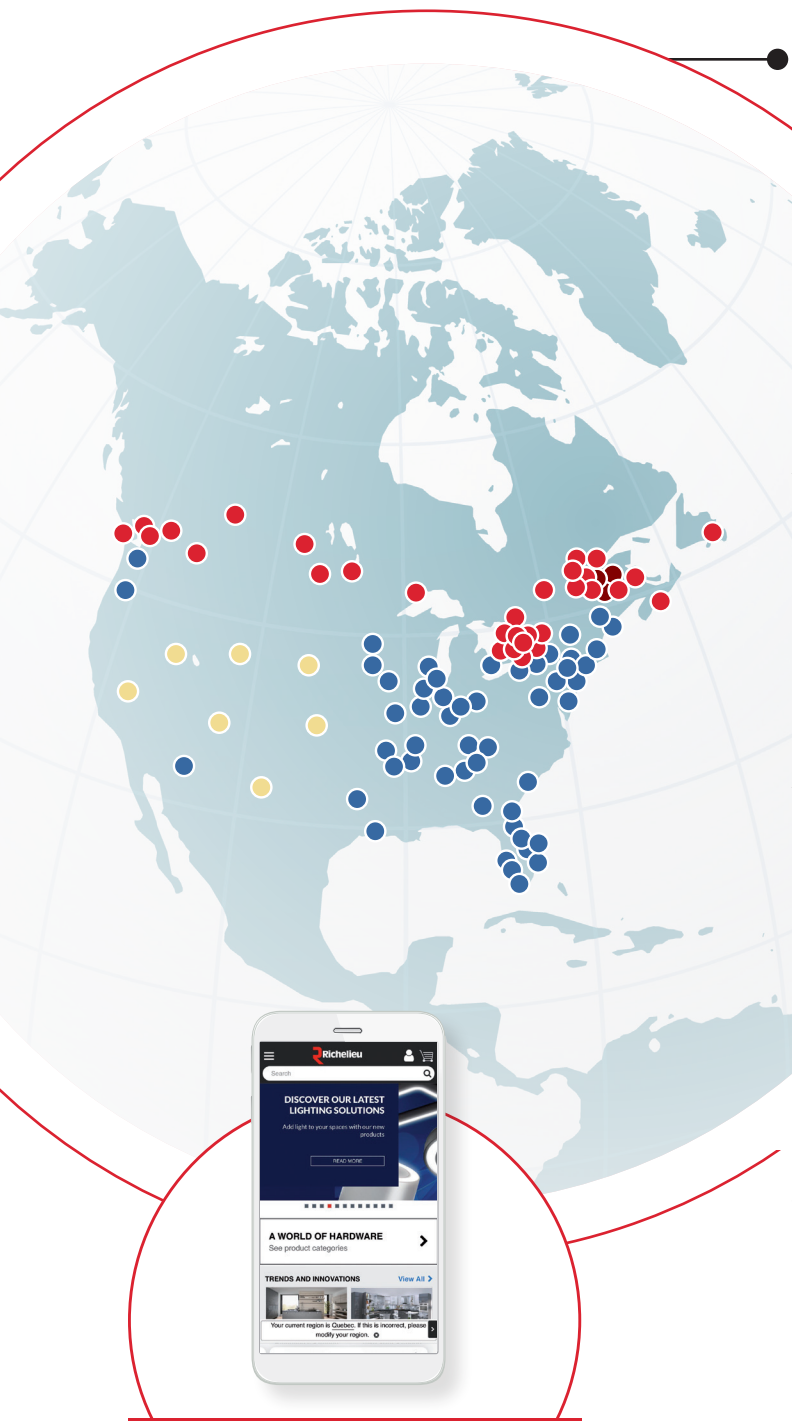 Richelieu
Search
DISCOVER OUR LATEST
LIGHTING SOLUTIONS
Add light to your spaces with our new
products
READ MORE
A WORLD OF HARDWARE
See product categories
TRENDS AND INNOVATIONS
View All
Your current region is Quebec. If this is incorrect, please
modify your region.